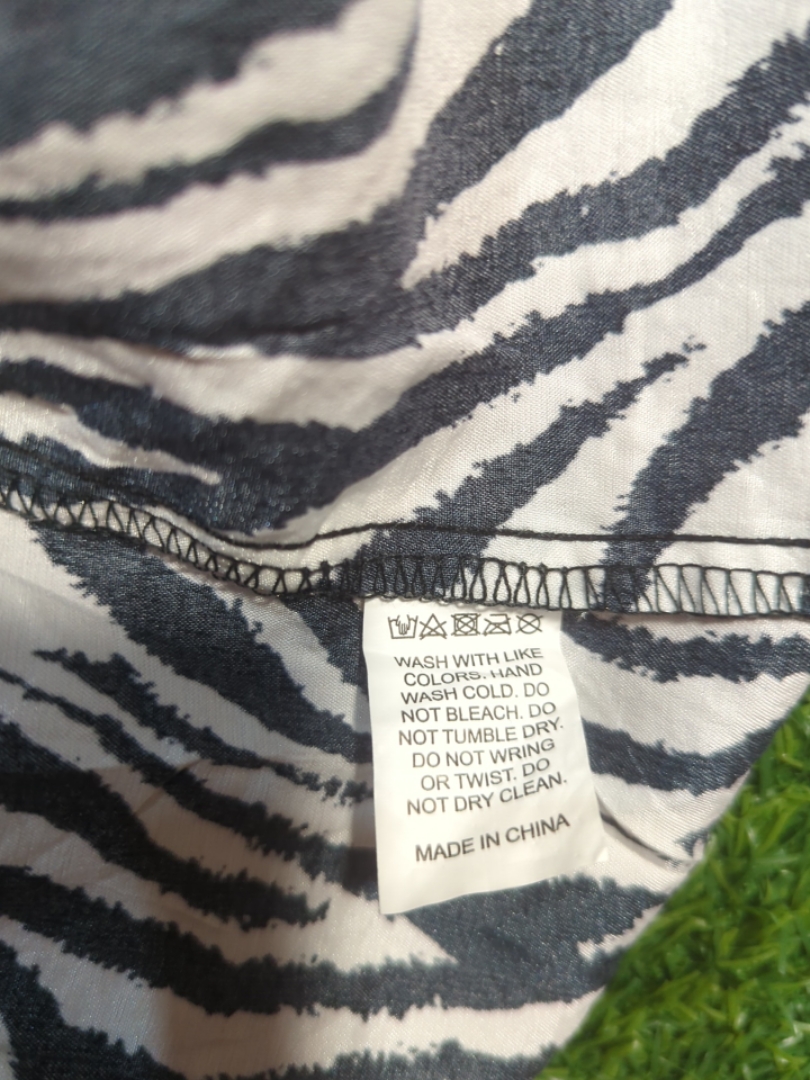 WASH WITH LIKE
COLORS. HAND
WASH COLD. DO
NOT BLEACH. DO
NOT TUMBLE DRY.
DO NOT WRING
OR TWIST. DO
NOT DRY CLEAN.
MADE IN CHINA